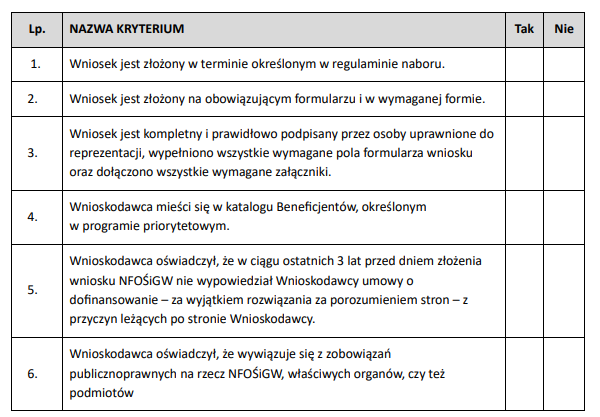 Lp. NAZWA KRYTERIUM Tak Nie
1. Wniosek jest złożony w terminie określonym w regulaminie naboru.
2. Wniosek jest złożony na obowiązującym formularzu i w wymaganej formie.
3. Wniosek jest kompletny i prawidłowo podpisany przez osoby uprawnione do
reprezentacji, wypełniono wszystkie wymagane pola formularza wniosku
oraz dołączono wszystkie wymagane załączniki.
4. Wnioskodawca mieści się w katalogu Beneficjentów, określonym
w programie priorytetowym.
5. Wnioskodawca oświadczył, że w ciągu ostatnich 3 lat przed dniem złożenia
wniosku NFOŚiGW nie wypowiedział Wnioskodawcy umowy o
dofinansowanie – za wyjątkiem rozwiązania za porozumieniem stron – z
przyczyn leżących po stronie Wnioskodawcy.
6. Wnioskodawca oświadczył, że wywiązuje się z zobowiązań
publicznoprawnych na rzecz NFOŚiGW, właściwych organów, czy też
podmiotów